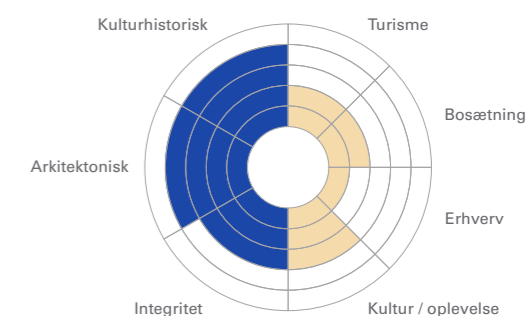 Kulturhistorisk
Turisme
Bosætning
Arkitektonisk
Erhverv
Integritet
Kultur / oplevelse